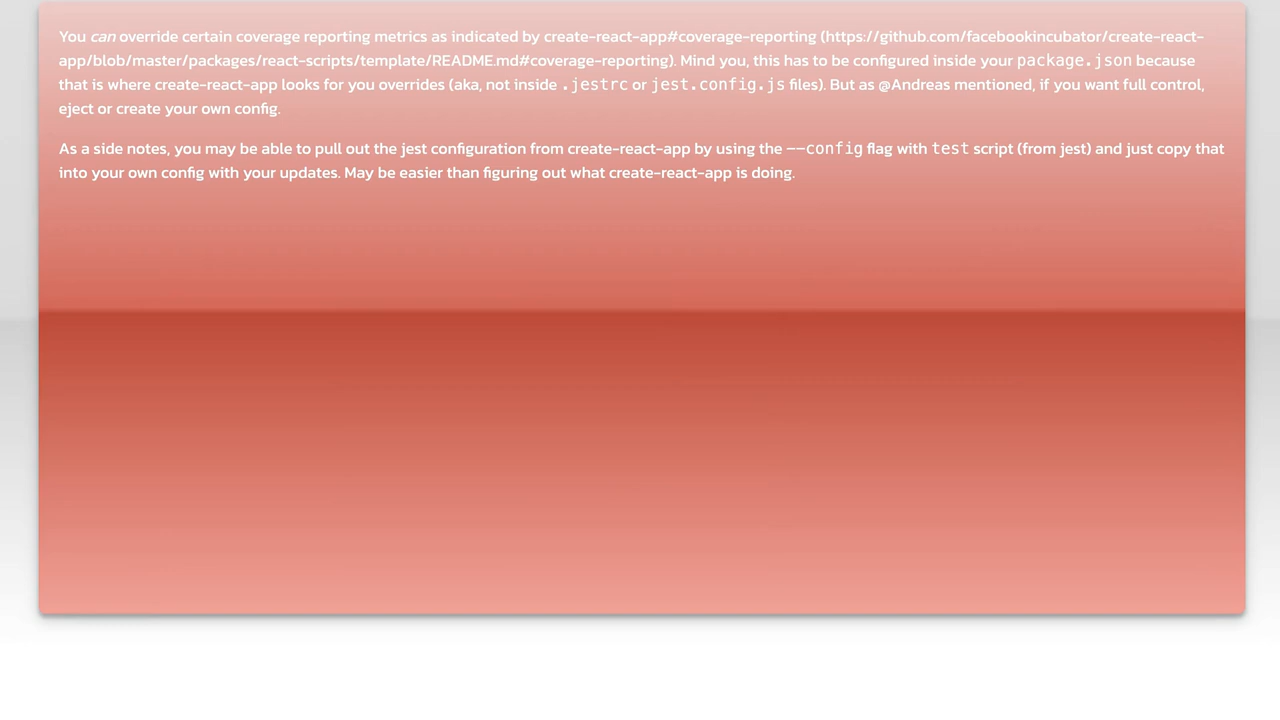 You can override certain coverage reporting metrics as indicated by create-react-app#coverage-reporting (https://github.com/facebookincubator/create-react-
app/blob/master/packages/react-scripts/template/README.md#coverage-reporting). Mind you, this has to be configured inside your package.json because
that is where create-react-app looks for you overrides (aka, not inside .jestrc or jest.config.js files). But as @Andreas mentioned, if you want full control,
eject or create your own config.
As a side notes, you may be able to pull out the jest configuration from create-react-app by using the --config flag with test script (from jest) and just copy that
into your own config with your updates. May be easier than figuring out what create-react-app is doing.